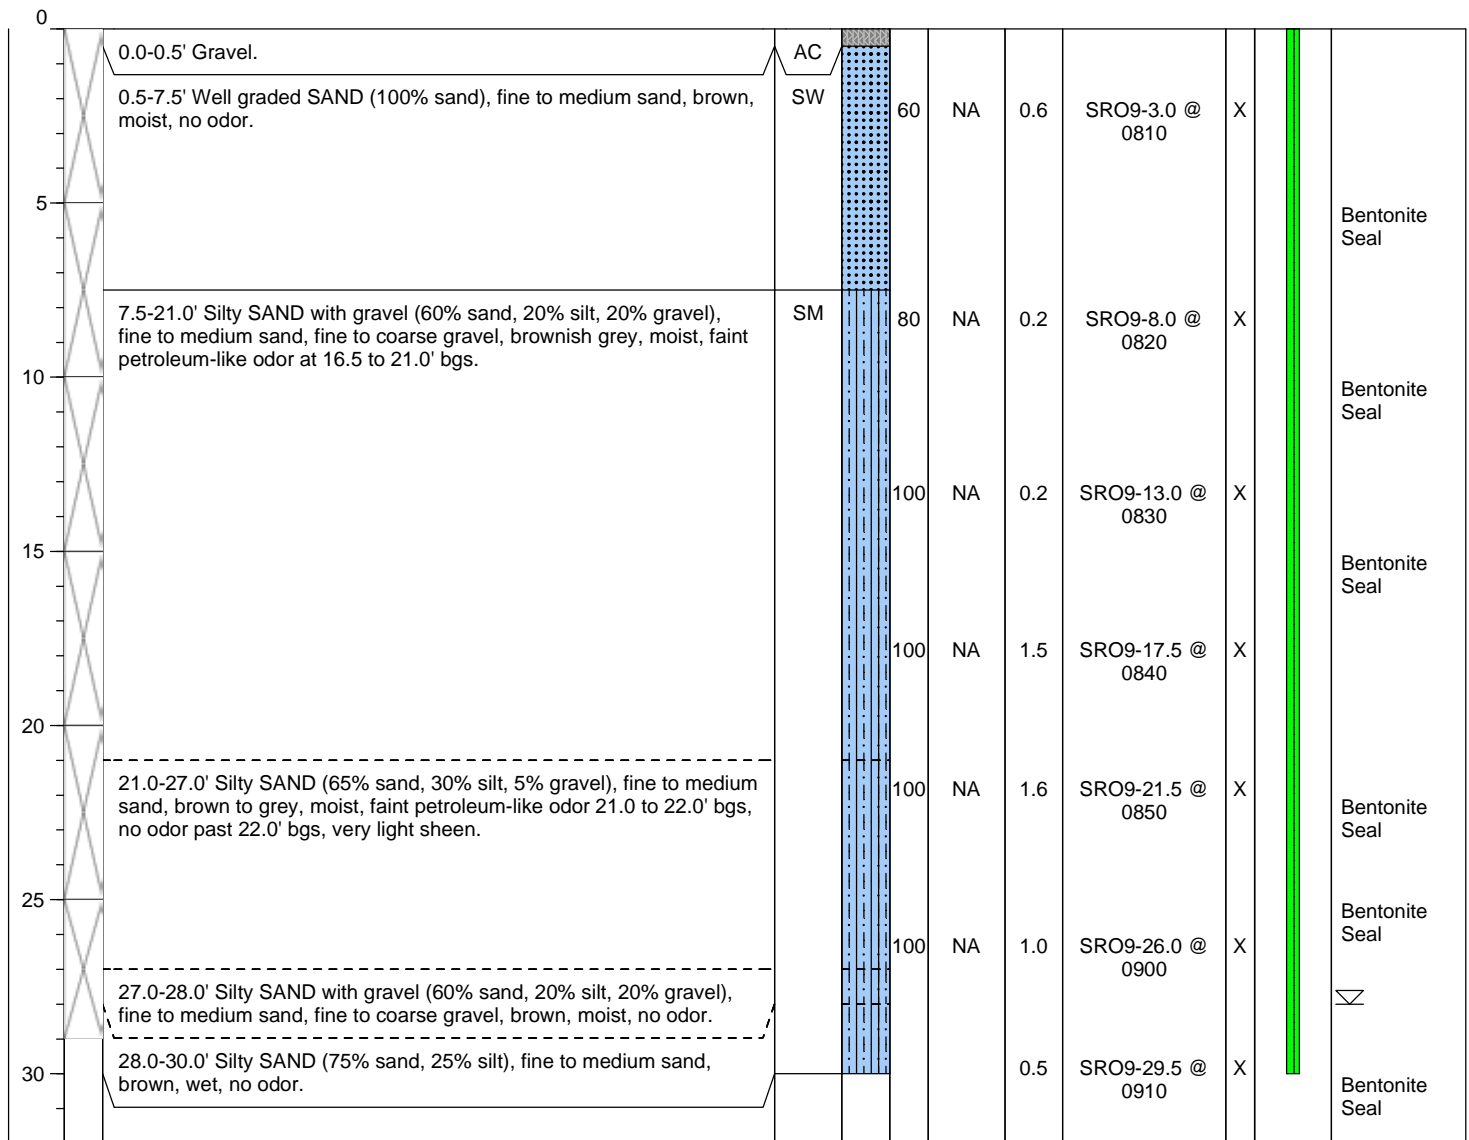 0
0.0-0.5' Gravel.
AC
0.5-7.5' Well graded SAND (100% sand), fine to medium sand, brown,
moist, no odor.
SW
60 NA 0.6 SRO9-3.0 @
0810
X
5
Bentonite
Seal
7.5-21.0' Silty SAND with gravel (60% sand, 20% silt, 20% gravel),
fine to medium sand, fine to coarse gravel, brownish grey, moist, faint
petroleum-like odor at 16.5 to 21.0' bgs.
SM
80 NA 0.2 SRO9-8.0 @
0820
X
10
Bentonite
Seal
100 NA 0.2 SRO9-13.0 @
0830
X
15
Bentonite
Seal
100 NA 1.5 SRO9-17.5 @
0840
X
20
21.0-27.0' Silty SAND (65% sand, 30% silt, 5% gravel), fine to medium
sand, brown to grey, moist, faint petroleum-like odor 21.0 to 22.0' bgs,
no odor past 22.0' bgs, very light sheen.
100 NA 1.6 SRO9-21.5 @
0850
X
Bentonite
Seal
25
Bentonite
Seal
100 NA 1.0 SRO9-26.0 @
0900
X
27.0-28.0' Silty SAND with gravel (60% sand, 20% silt, 20% gravel),
fine to medium sand, fine to coarse gravel, brown, moist, no odor.
28.0-30.0' Silty SAND (75% sand, 25% silt), fine to medium sand,
brown, wet, no odor.
0.5 SRO9-29.5 @
0910
X
30
Bentonite
Seal